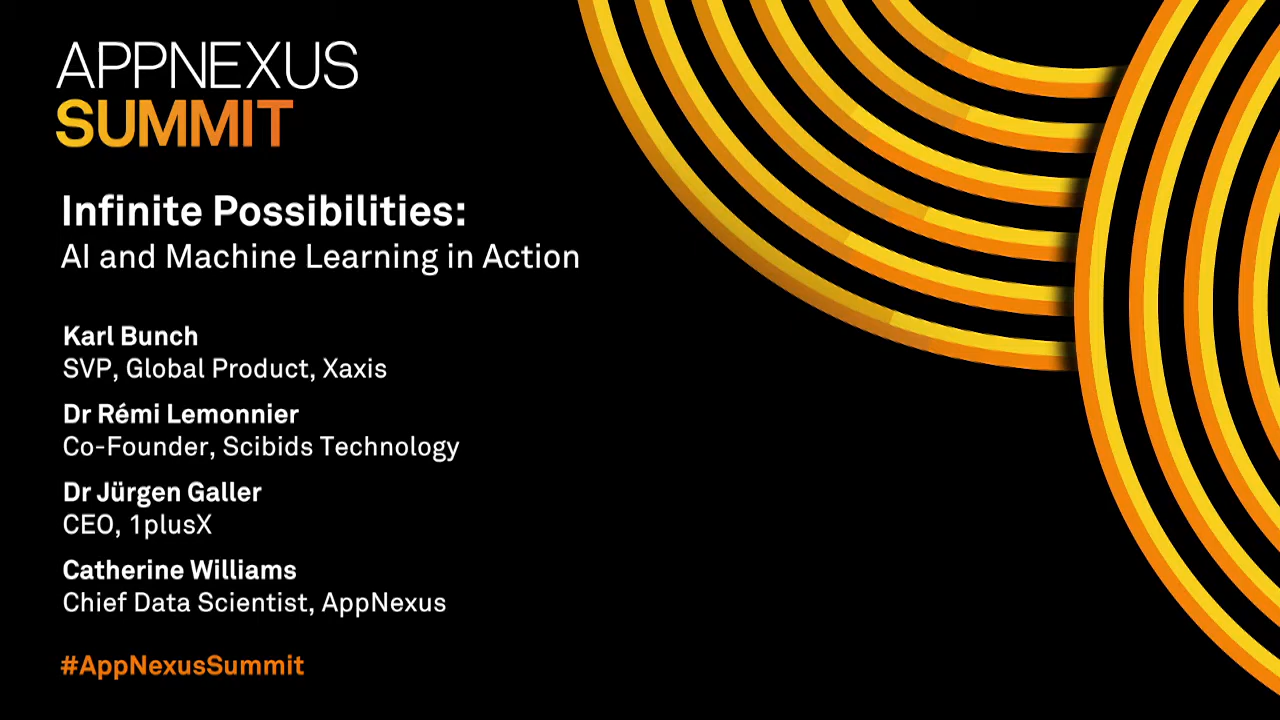 APPNEXUS
SUMMIT
Infinite Possibilities:
AI and Machine Learning in Action
Karl Bunch
SVP, Global Product, Xaxis
Dr Rémi Lemonnier
Co-Founder, Scibids Technology
Dr Jürgen Galler
CEO, 1plusX
Catherine Williams
Chief Data Scientist, AppNexus
#AppNexusSummit